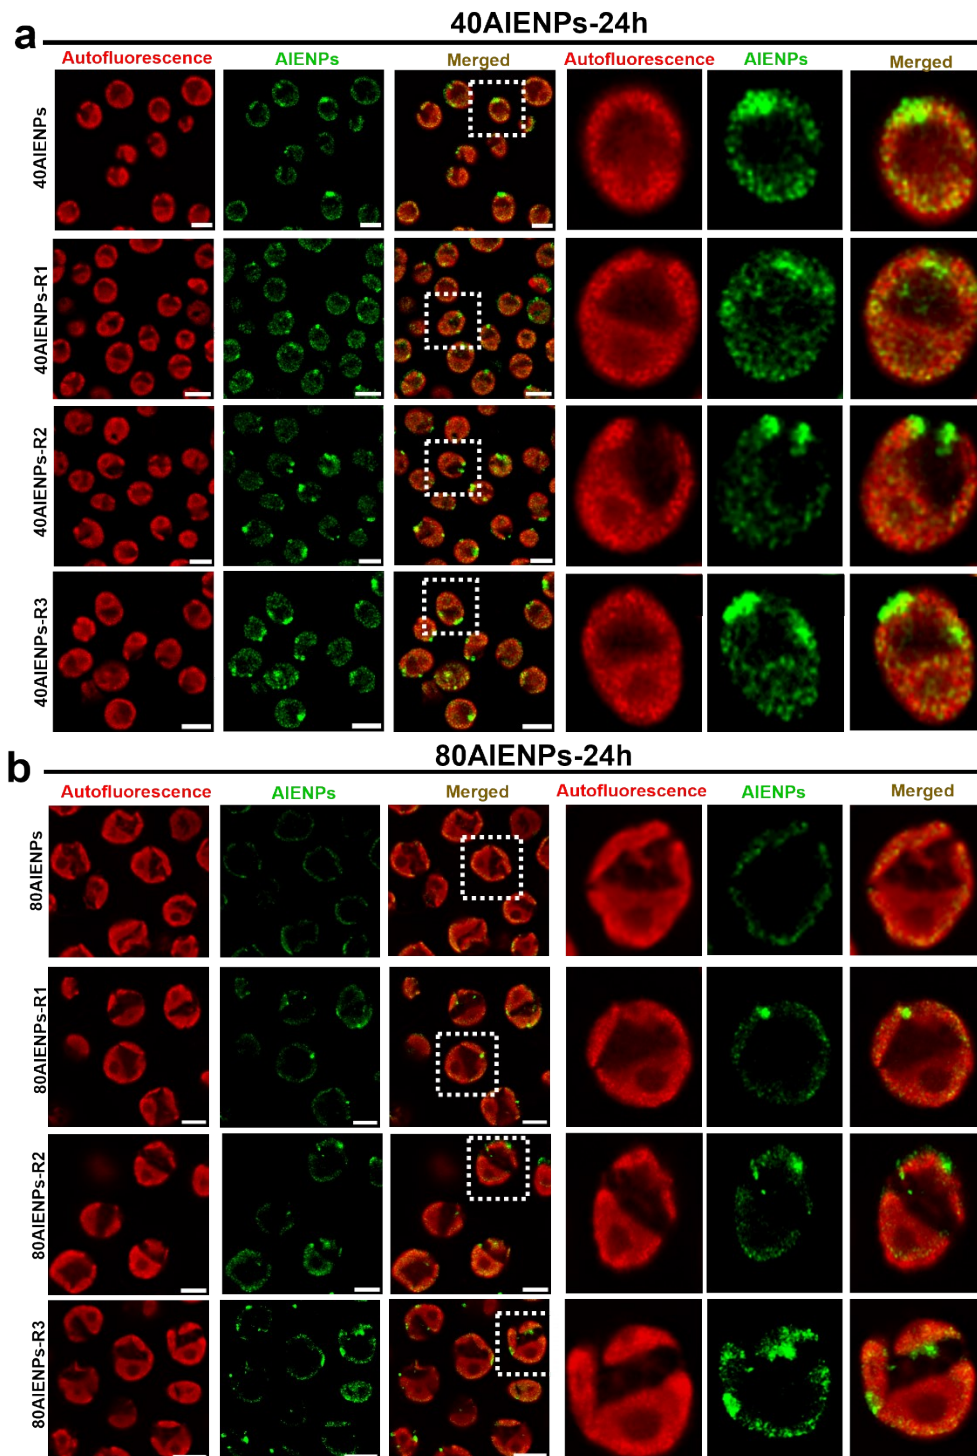 a
40AIENPs-24h
Autofluorescence AIENPs Merged Autofluorescence AIENPs Merged
40AIENPs
40AIENPs-R1
40AIENPs-R2
40AIENPs-R3
b
80AIENPs-24h
Autofluorescence AIENPs Merged Autofluorescence AIENPs Merged
80AIENPs
80AIENPs-R1
80AIENPs-R2
80AIENPs-R3